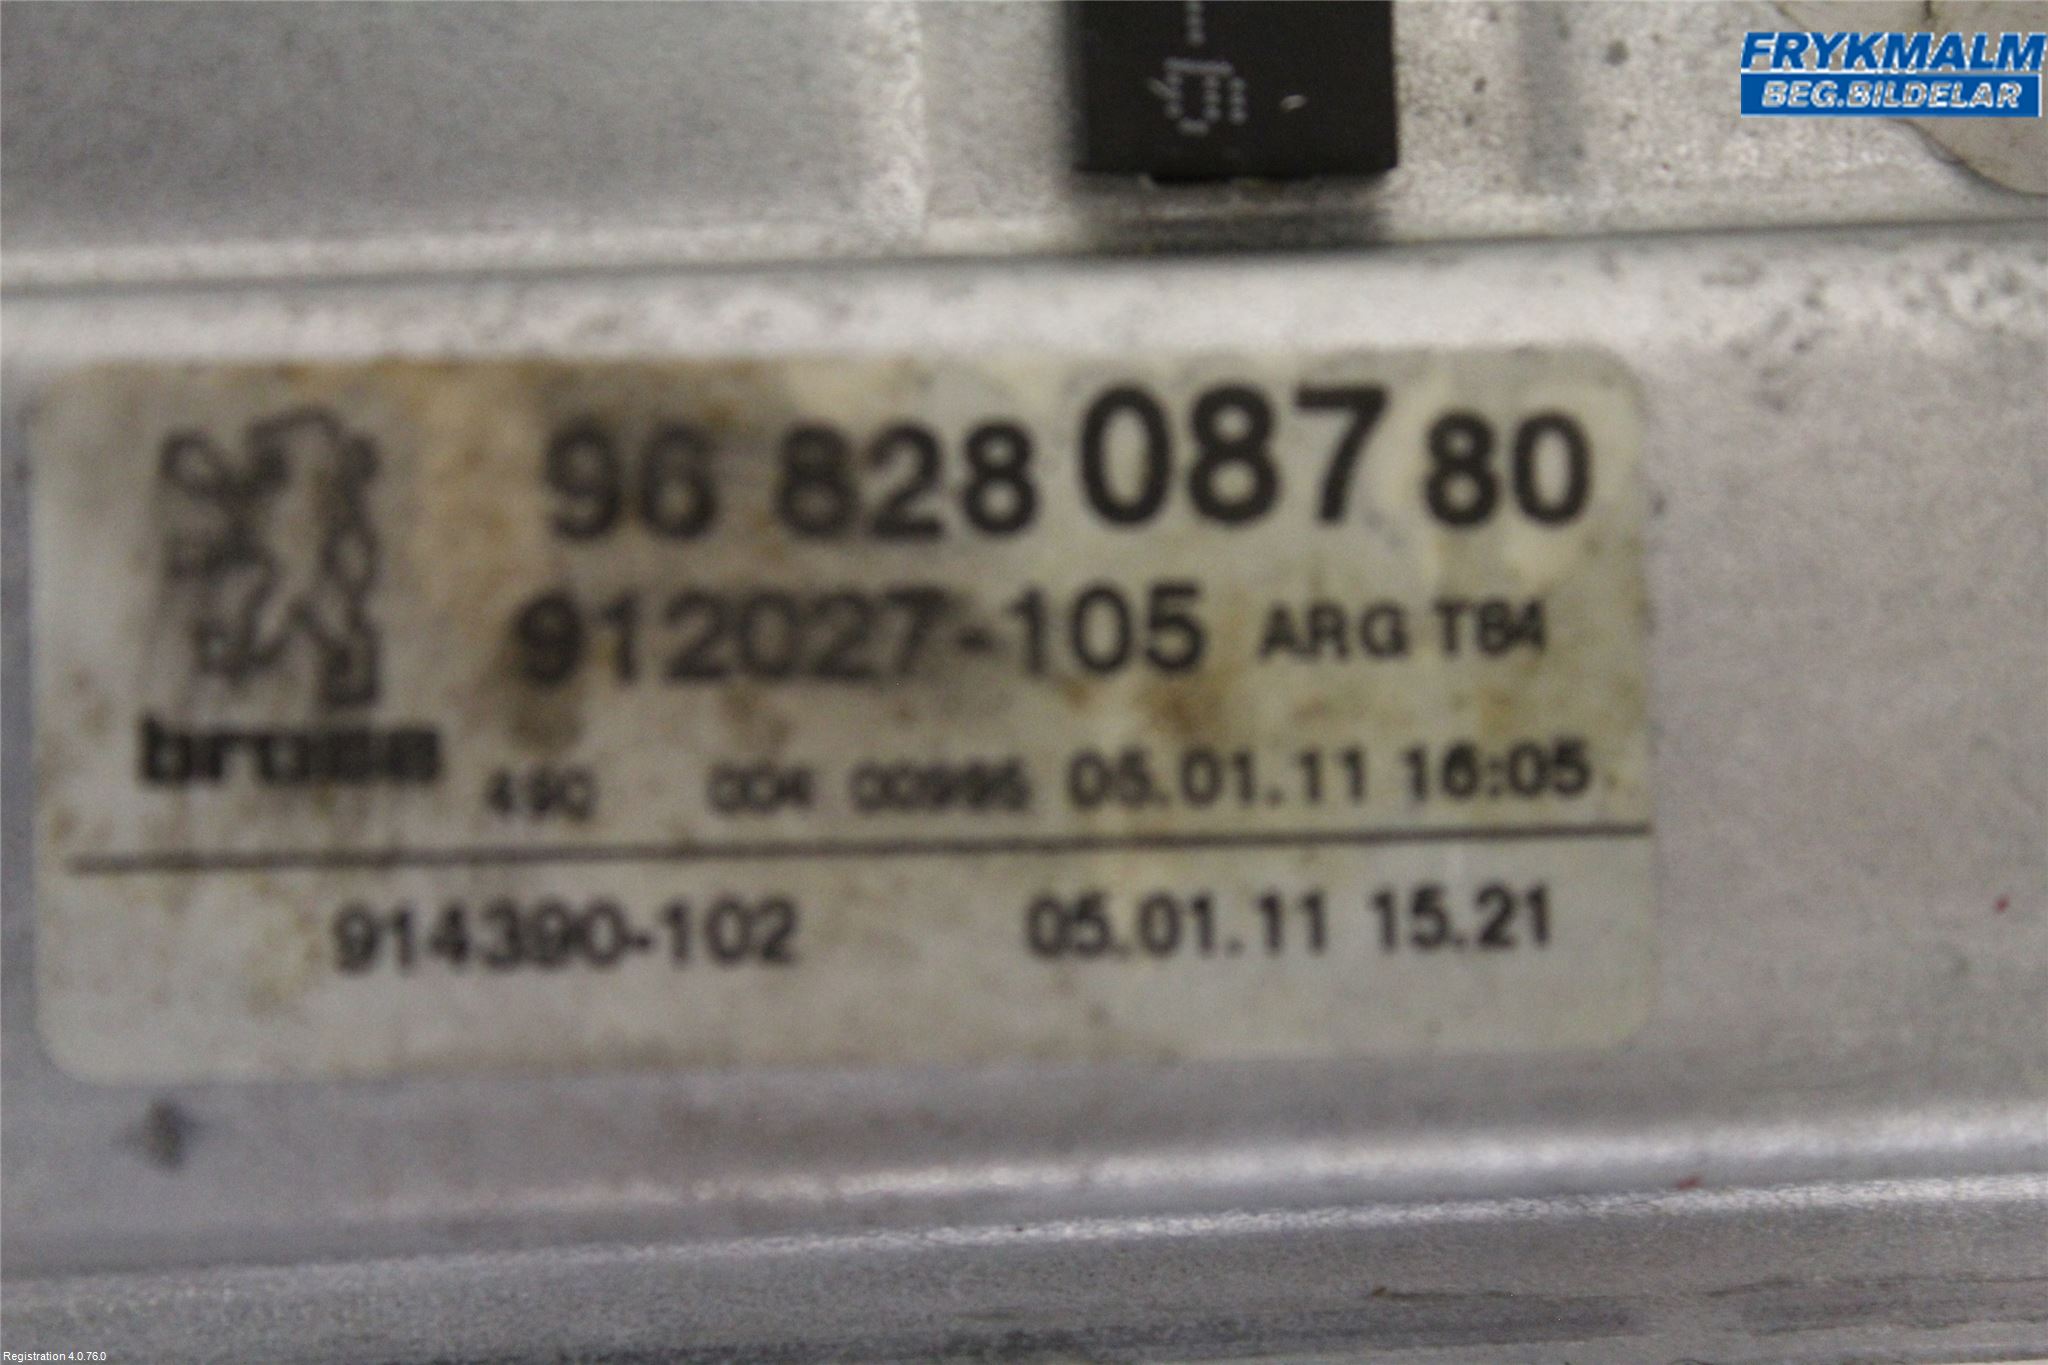 FRYKMALM
BEG.BILDELAR
96 828 087 80
912027-105 ARG T84
brose
490 004 00995 05.01.11 16:05
914390-102 05.01.11 15.21
Registration 4.0.76.0